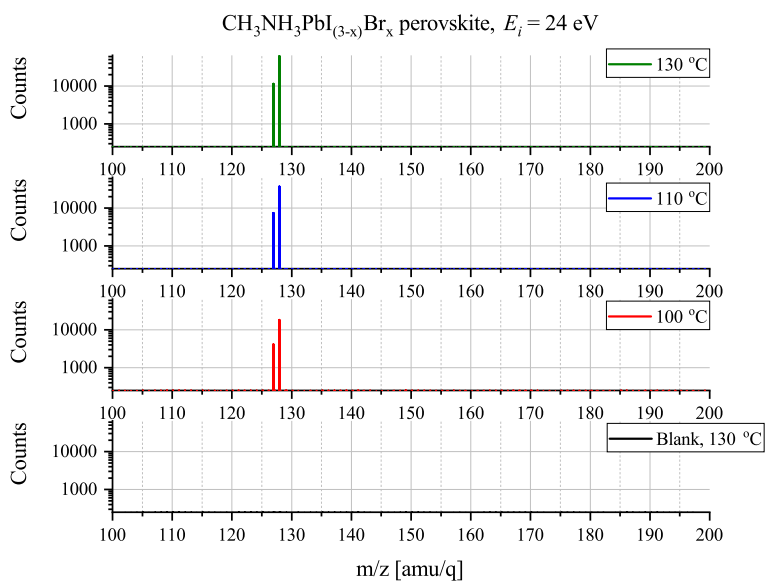 CH₃NH₃PbI₍₃₋ₓ₎Brₓ perovskite, Eᵢ = 24 eV
Counts
10000
1000
130 °C
100 110 120 130 140 150 160 170 180 190 200
Counts
10000
1000
110 °C
100 110 120 130 140 150 160 170 180 190 200
Counts
10000
1000
100 °C
100 110 120 130 140 150 160 170 180 190 200
Counts
10000
1000
Blank, 130 °C
100 110 120 130 140 150 160 170 180 190 200
m/z [amu/q]